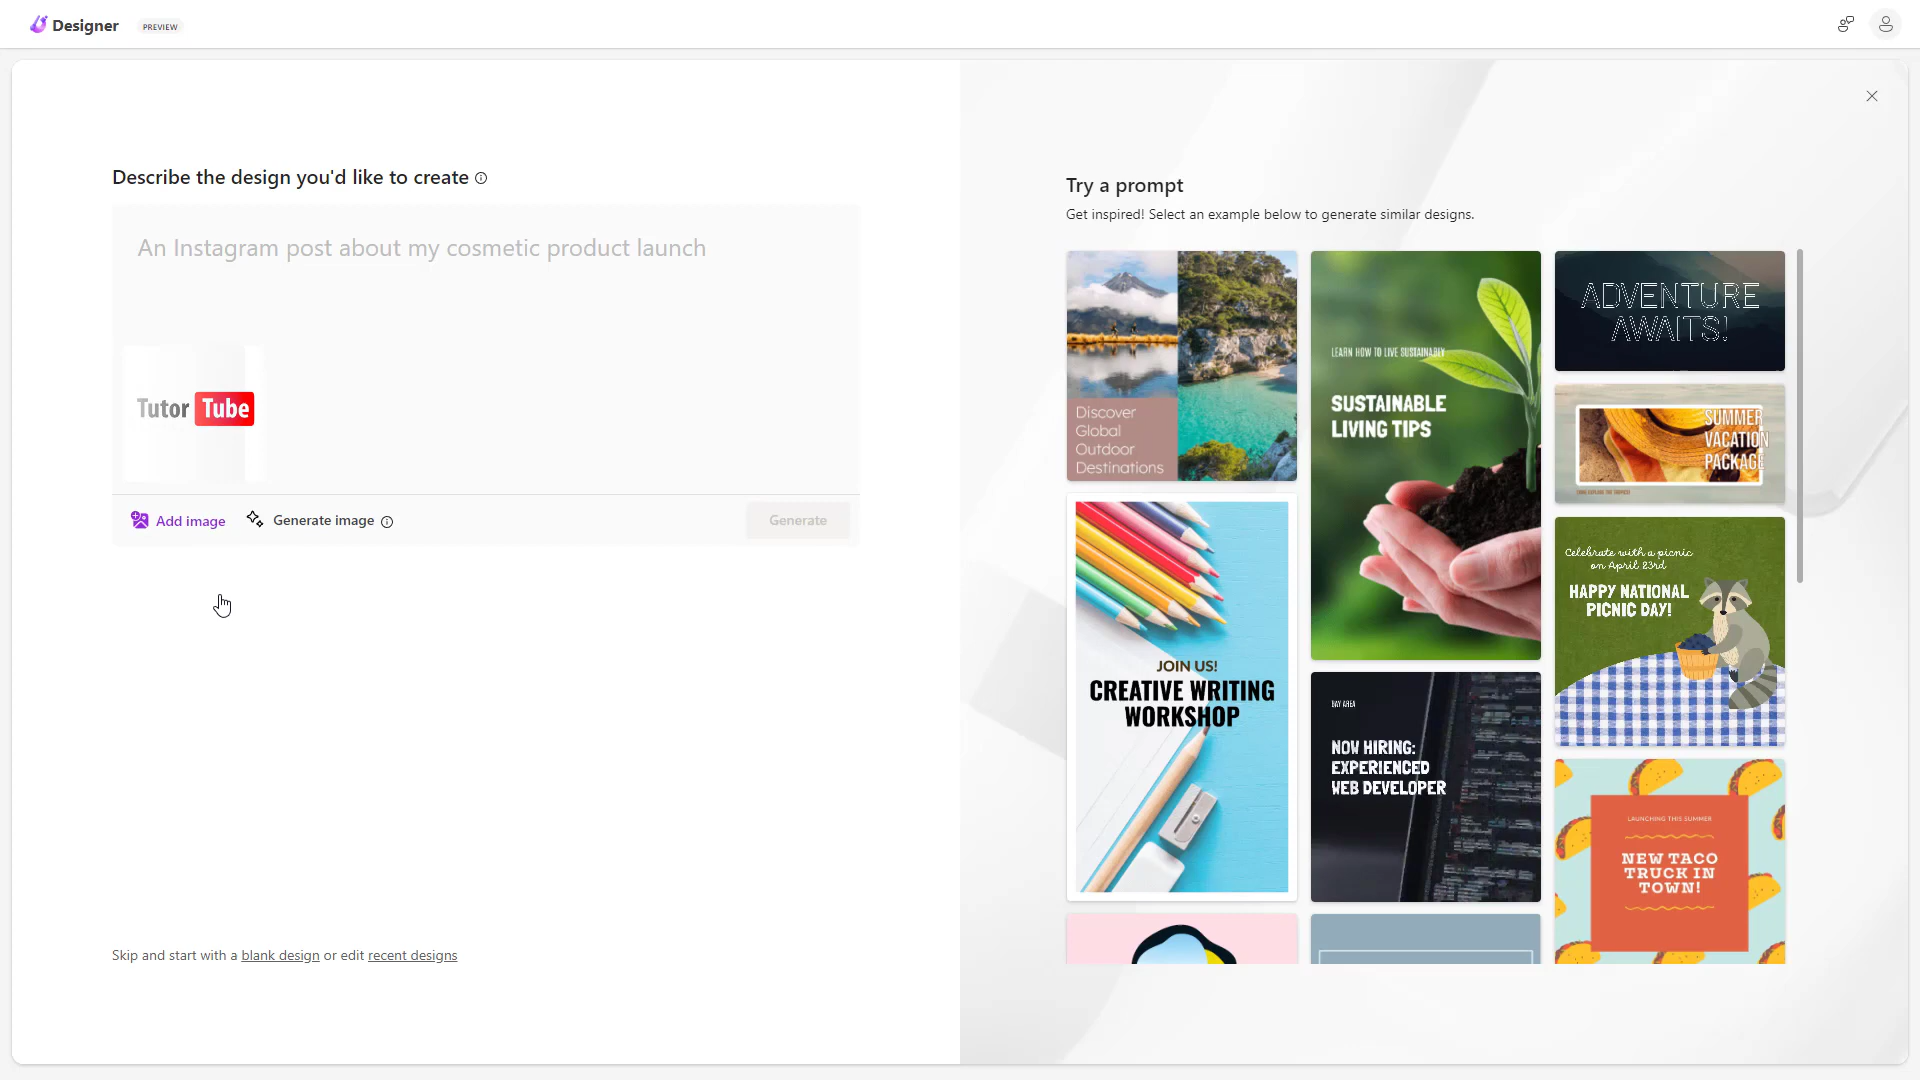 Designer
PREVIEW
Describe the design you'd like to create
An Instagram post about my cosmetic product launch
Tutor Tube
Add image
Generate image
Generate
Skip and start with a blank design or edit recent designs
Try a prompt
Get inspired! Select an example below to generate similar designs.
Discover
Global
Outdoor
Destinations
JOIN US!
CREATIVE WRITING
WORKSHOP
LEARN HOW TO LIVE SUSTAINABLY
SUSTAINABLE
LIVING TIPS
BAY AREA
NOW HIRING:
EXPERIENCED
WEB DEVELOPER
ADVENTURE
AWAITS!
SUMMER
VACATION
PACKAGE
Celebrate with a picnic
on April 23rd
HAPPY NATIONAL
PICNIC DAY!
LAUNCHING THIS SUMMER
NEW TACO
TRUCK IN
TOWN!